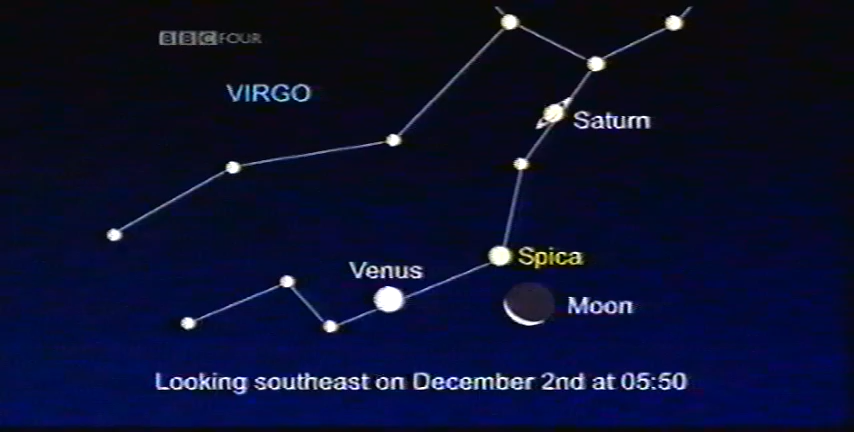 BBC FOUR
VIRGO
Saturn
Spica
Venus
Moon
Looking southeast on December 2nd at 05:50